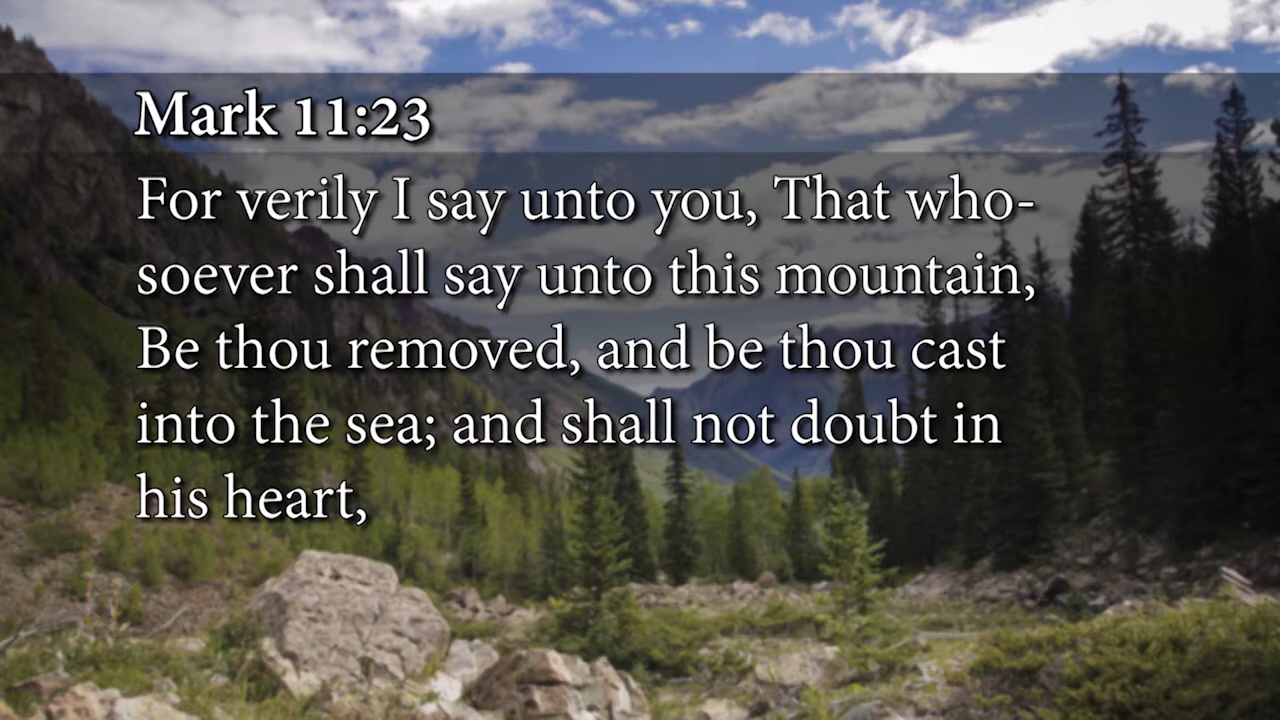 Mark 11:23
For verily I say unto you, That who-
soever shall say unto this mountain,
Be thou removed, and be thou cast
into the sea; and shall not doubt in
his heart,